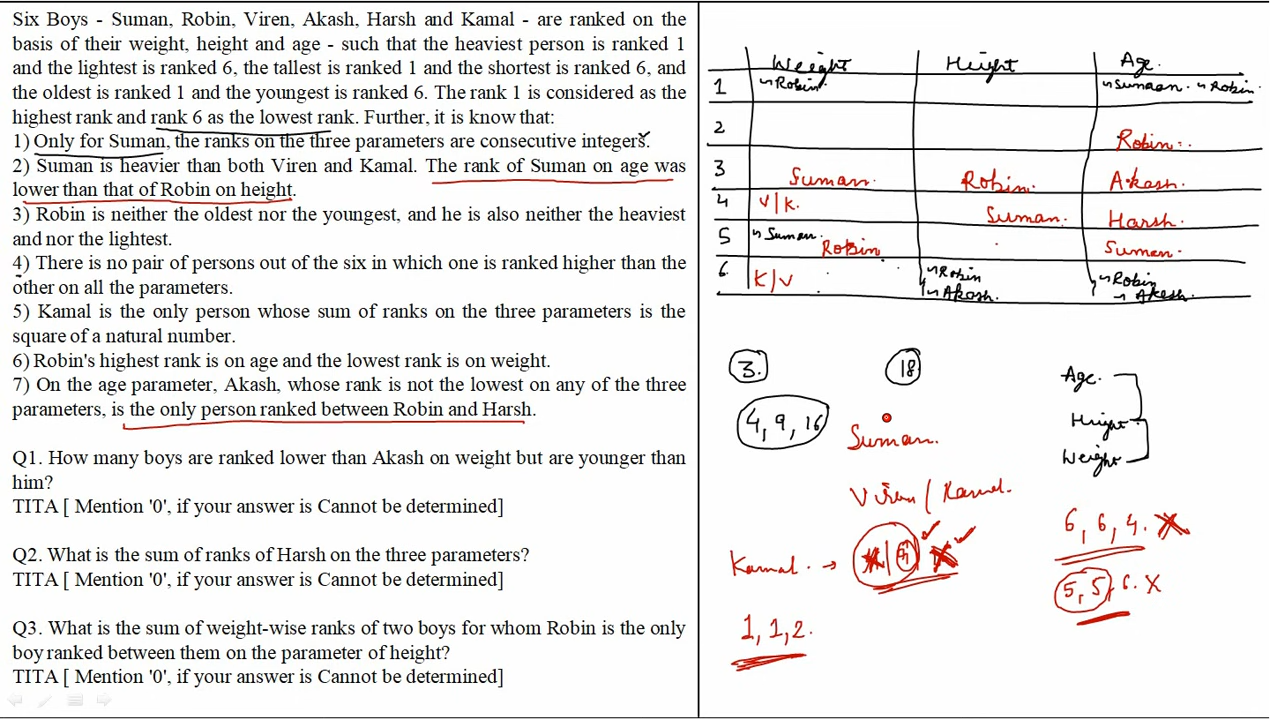 Six Boys - Suman, Robin, Viren, Akash, Harsh and Kamal - are ranked on the
basis of their weight, height and age - such that the heaviest person is ranked 1
and the lightest is ranked 6, the tallest is ranked 1 and the shortest is ranked 6, and
the oldest is ranked 1 and the youngest is ranked 6. The rank 1 is considered as the
highest rank and rank 6 as the lowest rank. Further, it is know that:
1) Only for Suman, the ranks on the three parameters are consecutive integers.
2) Suman is heavier than both Viren and Kamal. The rank of Suman on age was
lower than that of Robin on height.
3) Robin is neither the oldest nor the youngest, and he is also neither the heaviest
and nor the lightest.
4) There is no pair of persons out of the six in which one is ranked higher than the
other on all the parameters.
5) Kamal is the only person whose sum of ranks on the three parameters is the
square of a natural number.
6) Robin's highest rank is on age and the lowest rank is on weight.
7) On the age parameter, Akash, whose rank is not the lowest on any of the three
parameters, is the only person ranked between Robin and Harsh.
Q1. How many boys are ranked lower than Akash on weight but are younger than
him?
TITA [ Mention '0', if your answer is Cannot be determined]
Q2. What is the sum of ranks of Harsh on the three parameters?
TITA [ Mention '0', if your answer is Cannot be determined]
Q3. What is the sum of weight-wise ranks of two boys for whom Robin is the only
boy ranked between them on the parameter of height?
TITA [ Mention '0', if your answer is Cannot be determined]
Weight Height Age.
1 ~Robin. ~Suman. ~Robin.
2 Robin.
3 Suman. Robin. Akash.
4 V/K. Suman. Harsh.
5 ~Suman. Robin. Suman.
6 K/V ~Robin ~Robin
~Akash. ~Akash.
3. 18
4, 9, 16
Suman.
Viren / Kamal.
Kamal. →
1, 1, 2.
Age.
Height
Weight
6, 6, 4. X
5, 5, 6. X